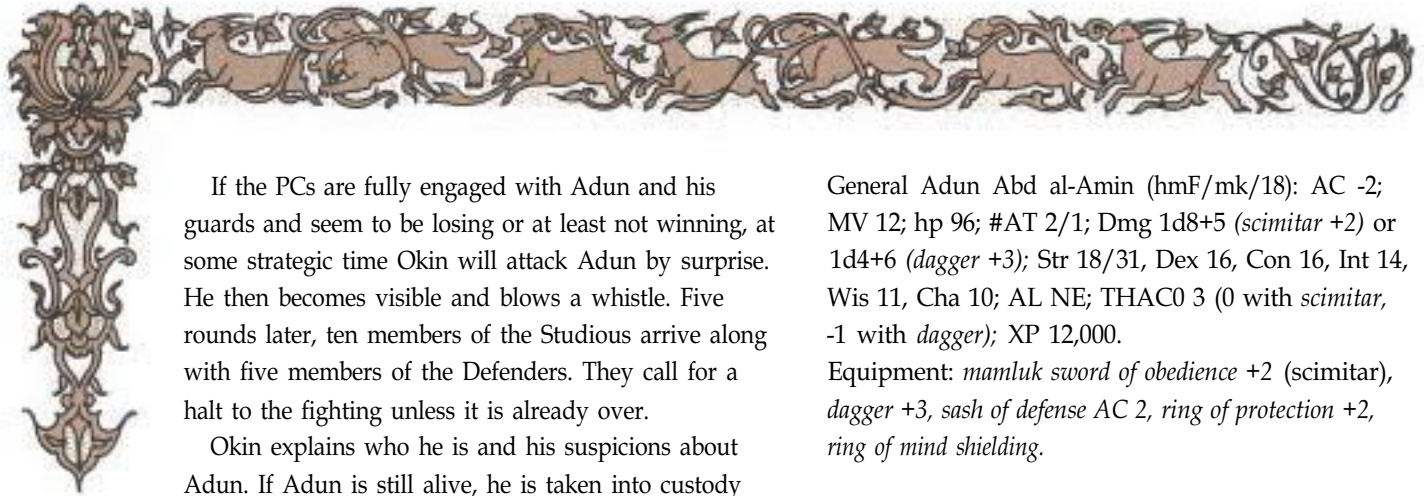 If the PCs are fully engaged with Adun and his
guards and seem to be losing or at least not winning, at
some strategic time Okin will attack Adun by surprise.
He then becomes visible and blows a whistle. Five
rounds later, ten members of the Studious arrive along
with five members of the Defenders. They call for a
halt to the fighting unless it is already over.
Okin explains who he is and his suspicions about
Adun. If Adun is still alive, he is taken into custody
General Adun Abd al-Amin (hmF/mk/18): AC -2;
MV 12; hp 96; #AT 2/1; Dmg 1d8+5 (scimitar +2) or
1d4+6 (dagger +3); Str 18/31, Dex 16, Con 16, Int 14,
Wis 11, Cha 10; AL NE; THAC0 3 (0 with scimitar,
-1 with dagger); XP 12,000.
Equipment: mamluk sword of obedience +2 (scimitar),
dagger +3, sash of defense AC 2, ring of protection +2,
ring of mind shielding.